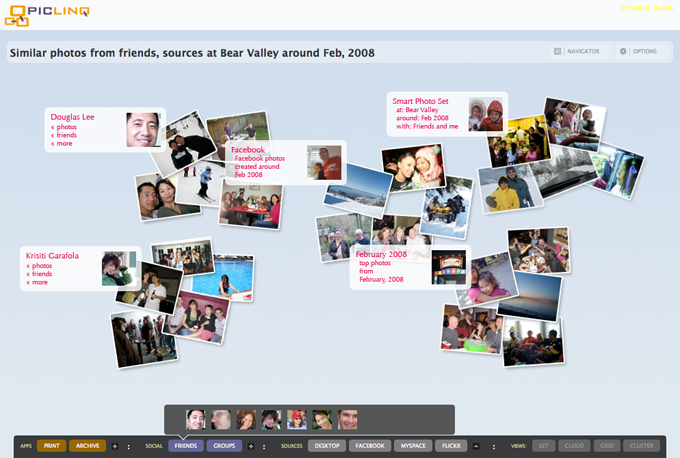 PICLINQ
Similar photos from friends, sources at Bear Valley around Feb, 2008
NAVIGATOR
OPTIONS
Douglas Lee
« photos
« friends
« more
Facebook
Facebook photos
created around
Feb 2008
Smart Photo Set
at: Bear Valley
around: Feb 2008
with: Friends and me
Krisiti Garafola
« photos
« friends
« more
February 2008
top photos
from
February, 2008
APPS
PRINT
ARCHIVE
SOCIAL
FRIENDS
GROUPS
SOURCES
DESKTOP
FACEBOOK
MYSPACE
FLICKR
VIEWS:
SET
CLOUD
GRID
CLUSTER